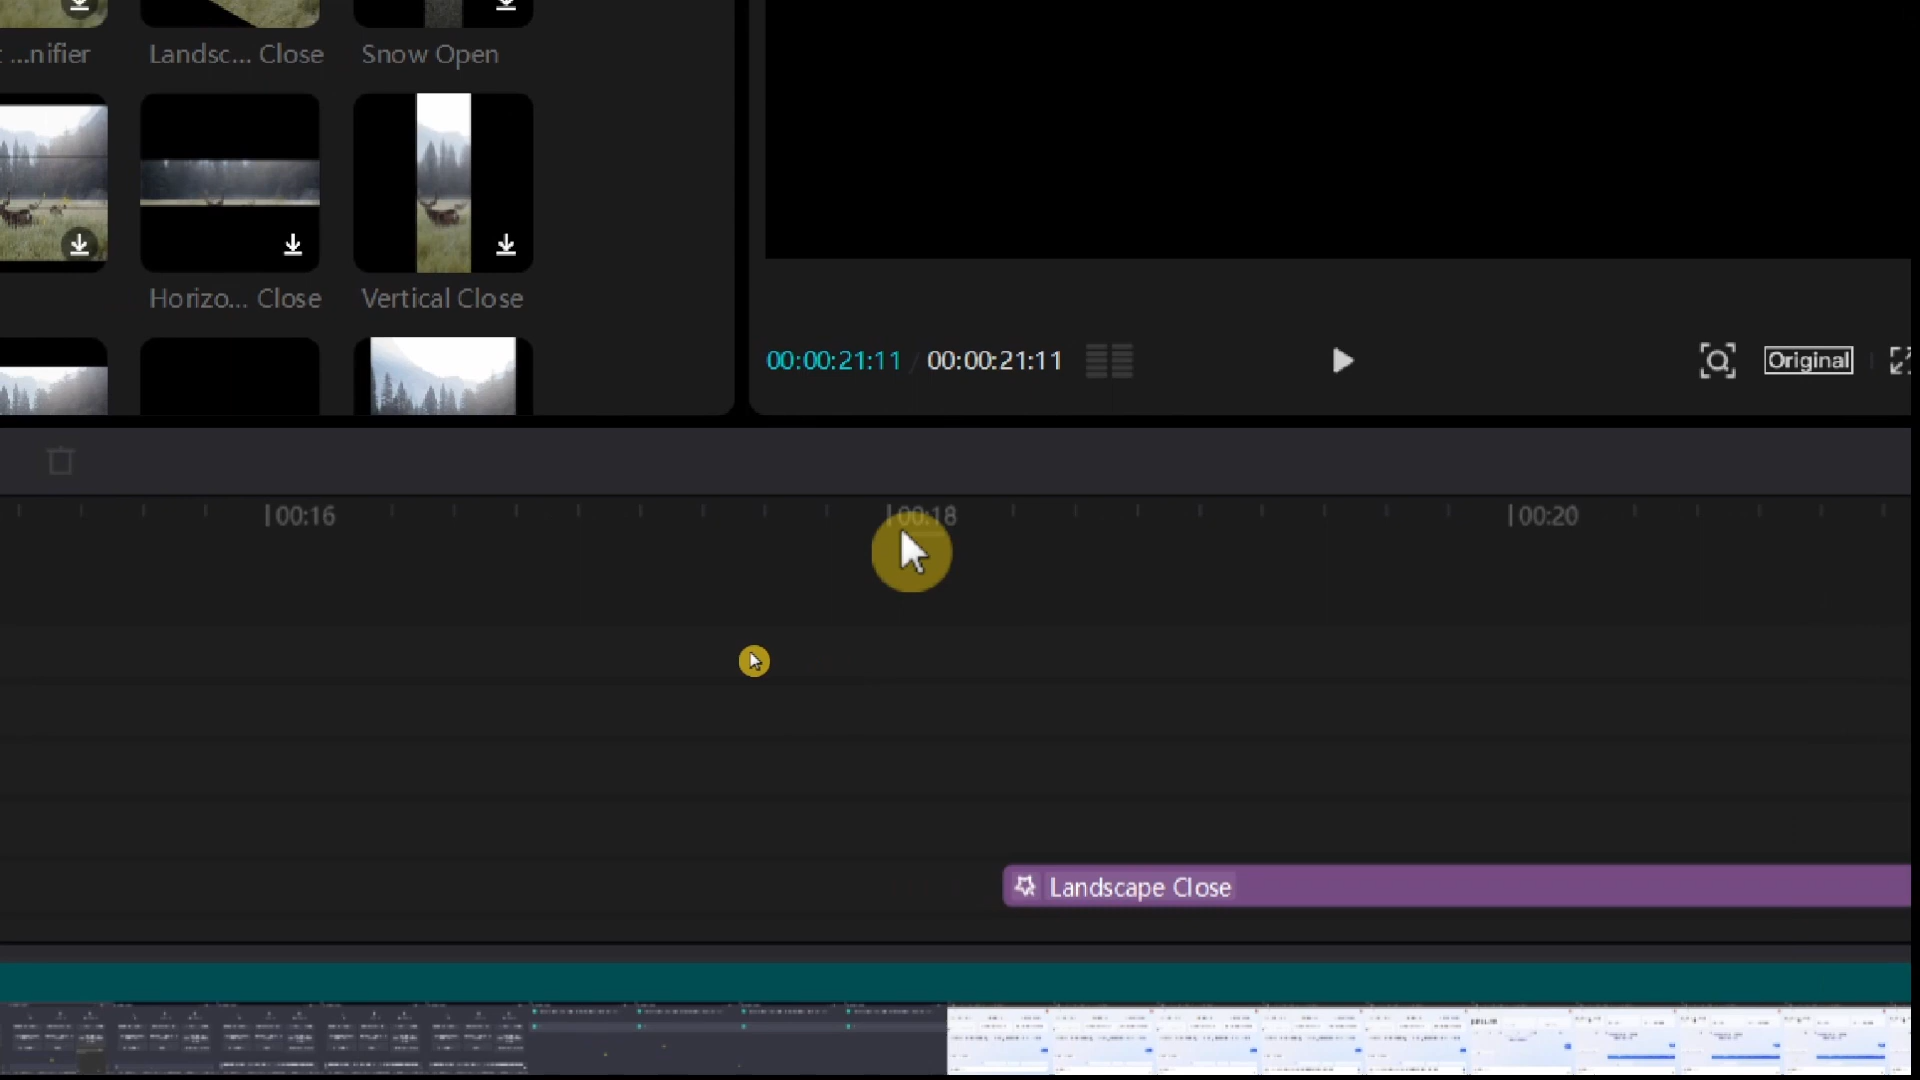 ...nifier
Landsc... Close
Snow Open
Horizo... Close
Vertical Close
00:00:21:11 / 00:00:21:11
Original
00:16
00:18
00:20
Landscape Close